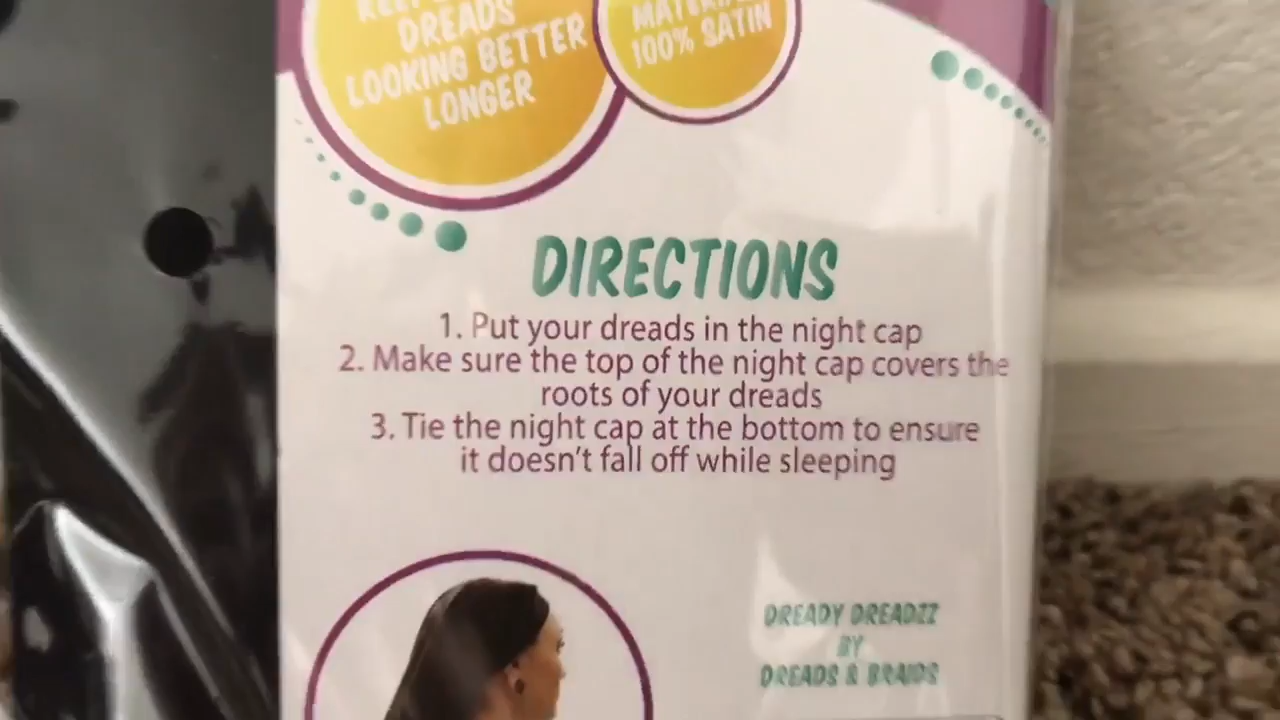 DREADS
LOOKING BETTER
LONGER
100% SATIN
DIRECTIONS
1. Put your dreads in the night cap
2. Make sure the top of the night cap covers the
roots of your dreads
3. Tie the night cap at the bottom to ensure
it doesn't fall off while sleeping
DREADY DREADZZ
BY
DREADS & BRAIDS